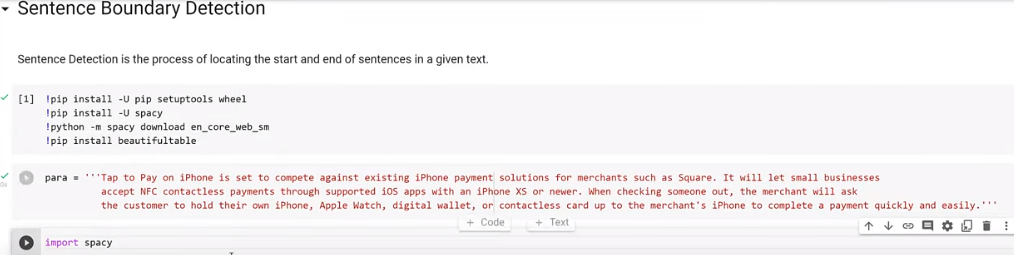 Sentence Boundary Detection
Sentence Detection is the process of locating the start and end of sentences in a given text.
[1] !pip install -U pip setuptools wheel
!pip install -U spacy
!python -m spacy download en_core_web_sm
!pip install beautifultable
para = '''Tap to Pay on iPhone is set to compete against existing iPhone payment solutions for merchants such as Square. It will let small businesses
accept NFC contactless payments through supported iOS apps with an iPhone XS or newer. When checking someone out, the merchant will ask
the customer to hold their own iPhone, Apple Watch, digital wallet, or contactless card up to the merchant's iPhone to complete a payment quickly and easily.'''
0s
+ Code + Text
import spacy